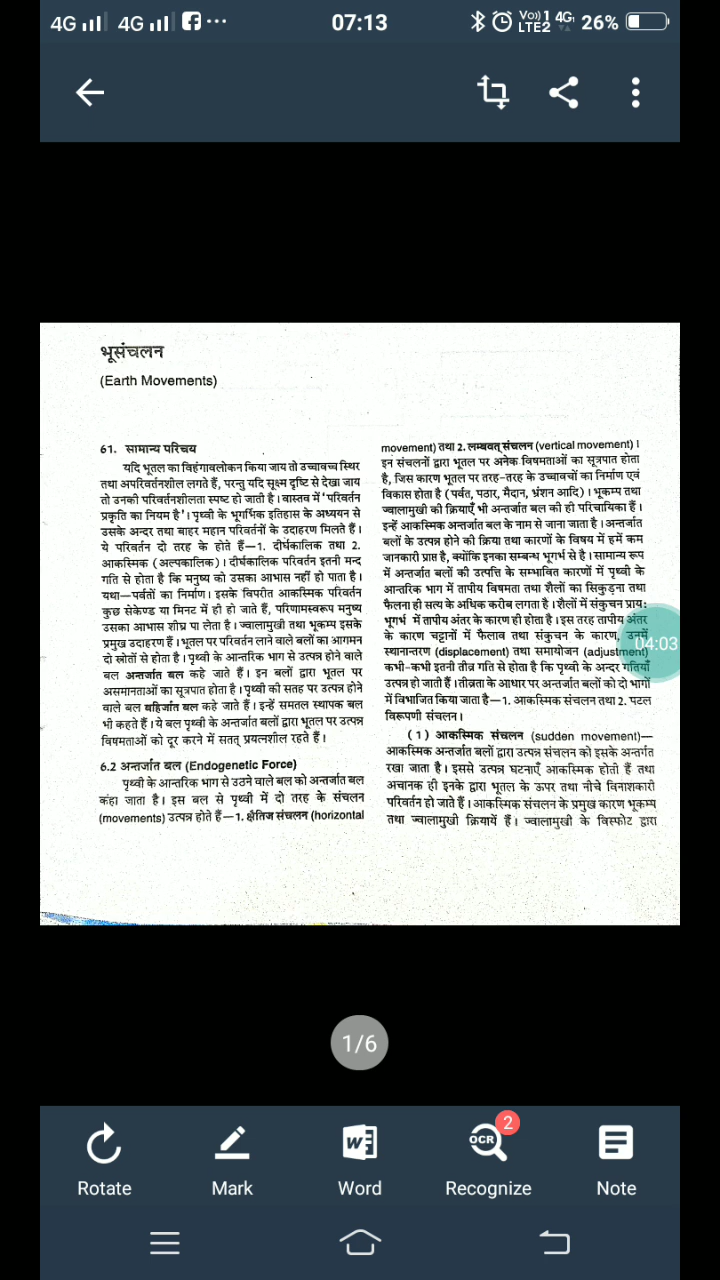 4G 4G ... 07:13 Vo) 1 4G LTE2 26%
भूसंचलन
(Earth Movements)
61. सामान्य परिचय
यदि भूतल का विहंगावलोकन किया जाय तो उच्चावच्च स्थिर
तथा अपरिवर्तनशील लगते हैं, परन्तु यदि सूक्ष्म दृष्टि से देखा जाय
तो उनकी परिवर्तनशीलता स्पष्ट हो जाती है। वास्तव में 'परिवर्तन
प्रकृति का नियम है'। पृथ्वी के भूगर्भिक इतिहास के अध्ययन से
उसके अन्दर तथा बाहर महान परिवर्तनों के उदाहरण मिलते हैं।
ये परिवर्तन दो तरह के होते हैं—1. दीर्घकालिक तथा 2.
आकस्मिक (अल्पकालिक)। दीर्घकालिक परिवर्तन इतनी मन्द
गति से होता है कि मनुष्य को उसका आभास नहीं हो पाता है।
यथा—पर्वतों का निर्माण। इसके विपरीत आकस्मिक परिवर्तन
कुछ सेकेण्ड या मिनट में ही हो जाते हैं, परिणामस्वरूप मनुष्य
उसका आभास शीघ्र पा लेता है। ज्वालामुखी तथा भूकम्प इसके
प्रमुख उदाहरण हैं। भूतल पर परिवर्तन लाने वाले बलों का आगमन
दो स्रोतों से होता है। पृथ्वी के आन्तरिक भाग से उत्पन्न होने वाले
बल अन्तर्जात बल कहे जाते हैं। इन बलों द्वारा भूतल पर
असमानताओं का सूत्रपात होता है। पृथ्वी की सतह पर उत्पन्न होने
वाले बल बहिर्जात बल कहे जाते हैं। इन्हें समतल स्थापक बल
भी कहते हैं। ये बल पृथ्वी के अन्तर्जात बलों द्वारा भूतल पर उत्पन्न
विषमताओं को दूर करने में सतत् प्रयत्नशील रहते हैं।
6.2 अन्तर्जात बल (Endogenetic Force)
पृथ्वी के आन्तरिक भाग से उठने वाले बल को अन्तर्जात बल
कहा जाता है। इस बल से पृथ्वी में दो तरह के संचलन
(movements) उत्पन्न होते हैं—1. क्षैतिज संचलन (horizontal
movement) तथा 2. लम्बवत् संचलन (vertical movement)।
इन संचलनों द्वारा भूतल पर अनेक विषमताओं का सूत्रपात होता
है, जिस कारण भूतल पर तरह-तरह के उच्चावचों का निर्माण एवं
विकास होता है (पर्वत, पठार, मैदान, भ्रंशन आदि)। भूकम्प तथा
ज्वालामुखी की क्रियाएँ भी अन्तर्जात बल की ही परिचायिका हैं।
इन्हें आकस्मिक अन्तर्जात बल के नाम से जाना जाता है। अन्तर्जात
बलों के उत्पन्न होने की क्रिया तथा कारणों के विषय में हमें कम
जानकारी प्राप्त है, क्योंकि इनका सम्बन्ध भूगर्भ से है। सामान्य रूप
में अन्तर्जात बलों की उत्पत्ति के सम्भावित कारणों में पृथ्वी के
आन्तरिक भाग में तापीय विषमता तथा शैलों का सिकुड़ना तथा
फैलना ही सत्य के अधिक करीब लगता है। शैलों में संकुचन प्रायः
भूगर्भ में तापीय अंतर के कारण ही होता है। इस तरह तापीय अंतर
के कारण चट्टानों में फैलाव तथा संकुचन के कारण, उनमें
स्थानान्तरण (displacement) तथा समायोजन (adjustment)
कभी-कभी इतनी तीव्र गति से होता है कि पृथ्वी के अन्दर गतियाँ
उत्पन्न हो जाती हैं। तीव्रता के आधार पर अन्तर्जात बलों को दो भागों
में विभाजित किया जाता है—1. आकस्मिक संचलन तथा 2. पटल
विरूपणी संचलन।
(1) आकस्मिक संचलन (sudden movement)—
आकस्मिक अन्तर्जात बलों द्वारा उत्पन्न संचलन को इसके अन्तर्गत
रखा जाता है। इससे उत्पन्न घटनाएँ आकस्मिक होती हैं तथा
अचानक ही इनके द्वारा भूतल के ऊपर तथा नीचे विनाशकारी
परिवर्तन हो जाते हैं। आकस्मिक संचलन के प्रमुख कारण भूकम्प
तथा ज्वालामुखी क्रियायें हैं। ज्वालामुखी के विस्फोट द्वारा
04:03
1/6
W OCR 2
Rotate Mark Word Recognize Note